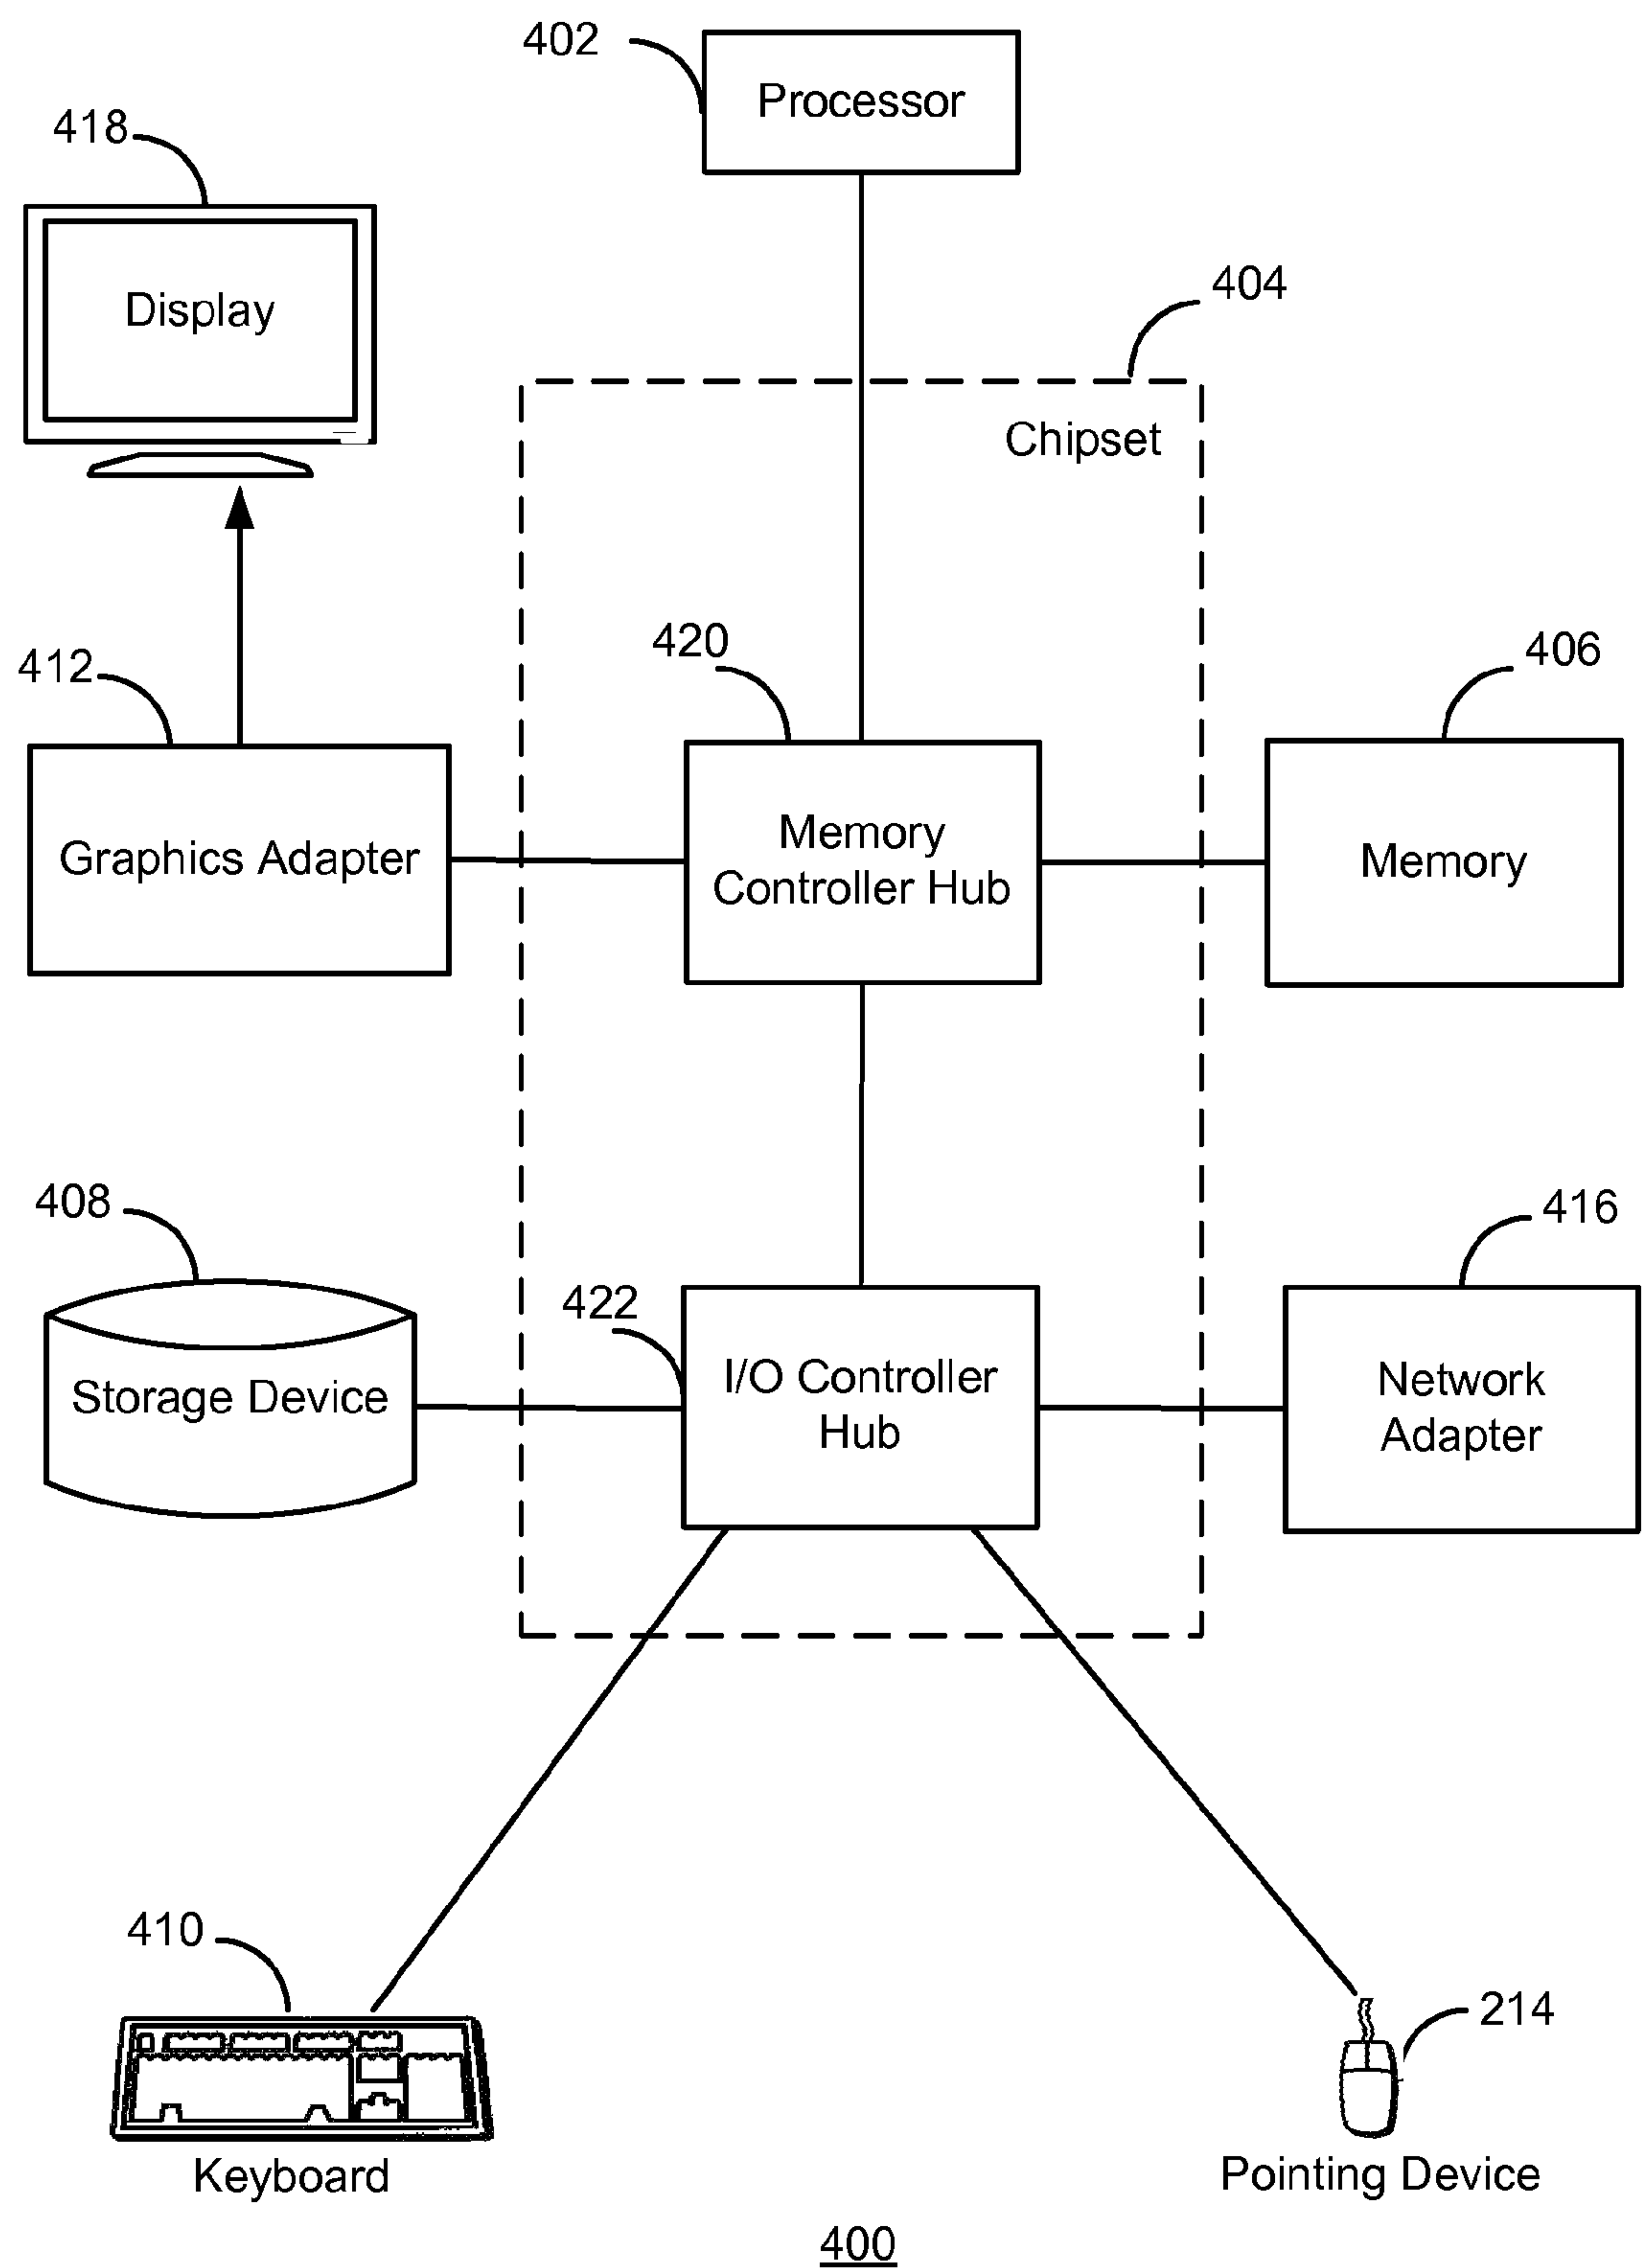 402
Processor
418
Display
404
Chipset
420
412
406
Graphics Adapter
Memory
Controller Hub
Memory
408
416
422
Storage Device
I/O Controller
Hub
Network
Adapter
410
214
Keyboard
Pointing Device
400